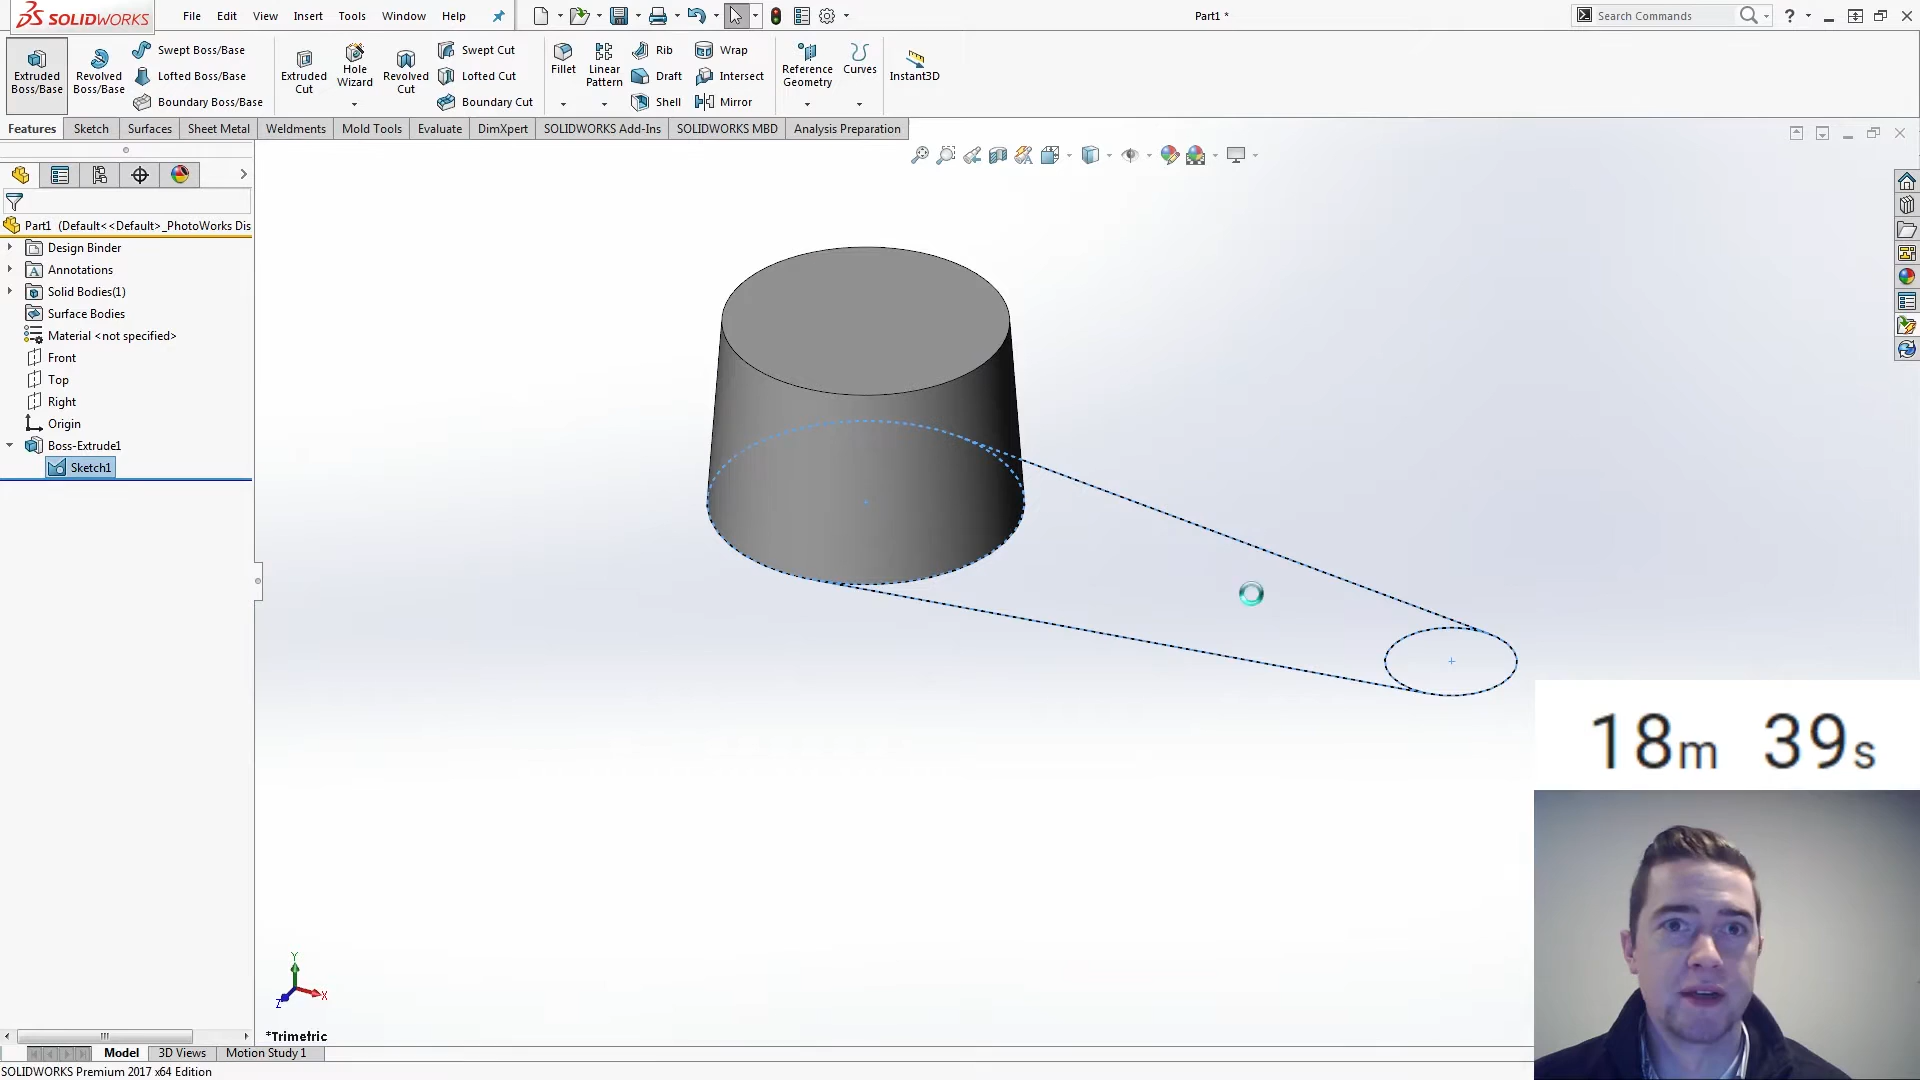 SOLIDWORKS File Edit View Insert Tools Window Help Part1 * Search Commands
Extruded Boss/Base
Revolved Boss/Base
Swept Boss/Base
Lofted Boss/Base
Boundary Boss/Base
Extruded Cut
Hole Wizard
Revolved Cut
Swept Cut
Lofted Cut
Boundary Cut
Fillet
Linear Pattern
Rib
Draft
Shell
Wrap
Intersect
Mirror
Reference Geometry
Curves
Instant3D
Features Sketch Surfaces Sheet Metal Weldments Mold Tools Evaluate DimXpert SOLIDWORKS Add-Ins SOLIDWORKS MBD Analysis Preparation
Part1 (Default<<Default>_PhotoWorks Dis
Design Binder
Annotations
Solid Bodies(1)
Surface Bodies
Material <not specified>
Front
Top
Right
Origin
Boss-Extrude1
Sketch1
18m 39s
Y
X
Z
*Trimetric
Model 3D Views Motion Study 1
SOLIDWORKS Premium 2017 x64 Edition